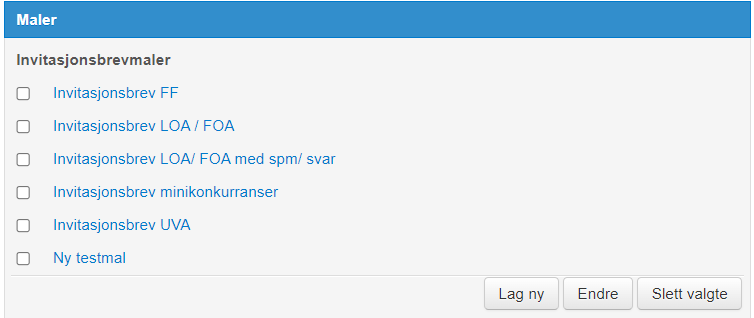 Maler
Invitasjonsbrevmaler
Invitasjonsbrev FF
Invitasjonsbrev LOA / FOA
Invitasjonsbrev LOA/ FOA med spm/ svar
Invitasjonsbrev minikonkurranser
Invitasjonsbrev UVA
Ny testmal
Lag ny Endre Slett valgte